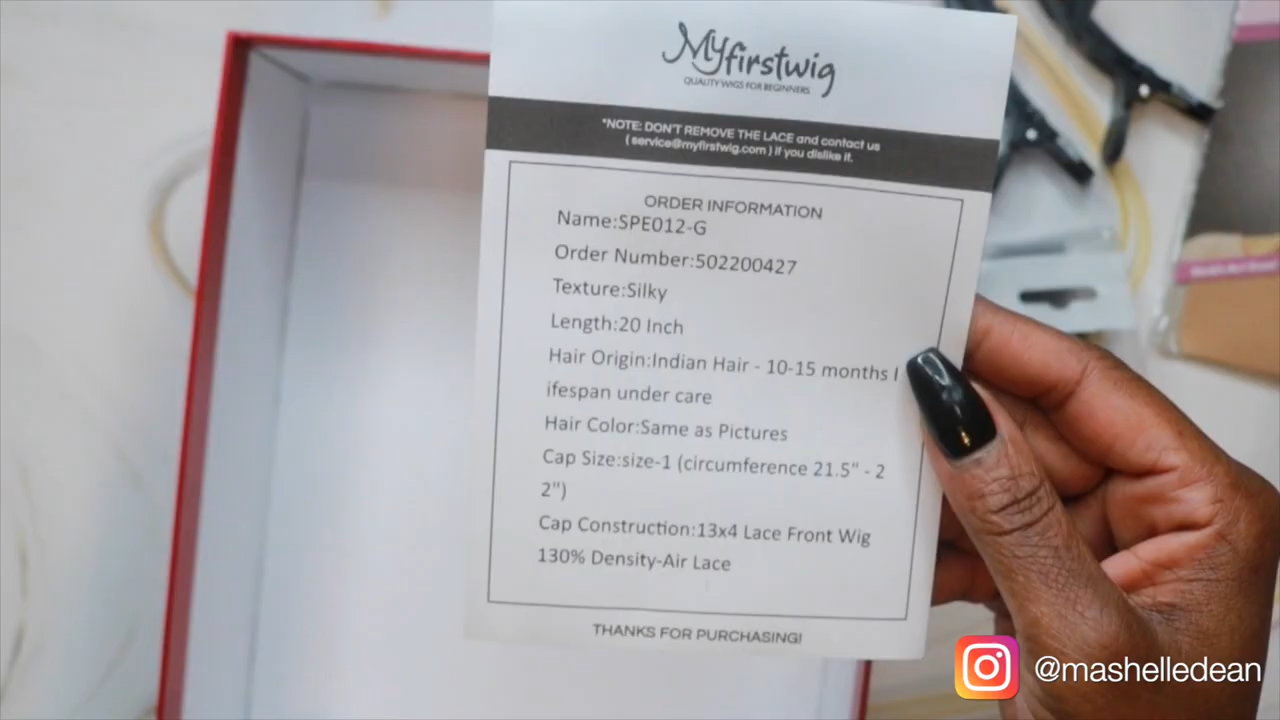 Myfirstwig
QUALITY WIGS FOR BEGINNERS
*NOTE: DON'T REMOVE THE LACE and contact us
( service@myfirstwig.com ) if you dislike it.
ORDER INFORMATION
Name:SPE012-G
Order Number:502200427
Texture:Silky
Length:20 Inch
Hair Origin:Indian Hair - 10-15 months l
ifespan under care
Hair Color:Same as Pictures
Cap Size:size-1 (circumference 21.5" - 2
2")
Cap Construction:13x4 Lace Front Wig
130% Density-Air Lace
THANKS FOR PURCHASING!
@mashelledean